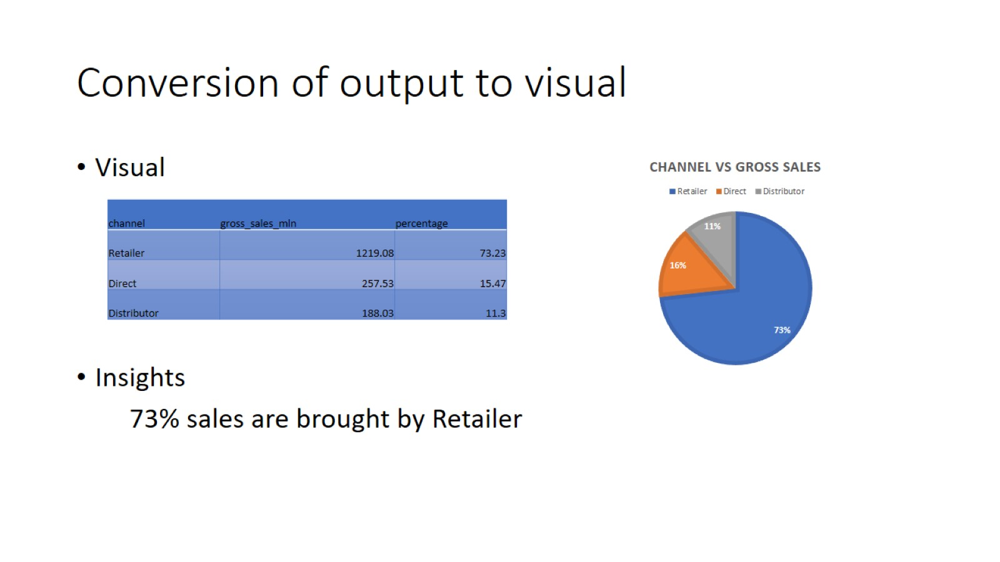 Conversion of output to visual
• Visual
channel gross_sales_mln percentage
Retailer 1219.08 73.23
Direct 257.53 15.47
Distributor 188.03 11.3
• Insights
73% sales are brought by Retailer
CHANNEL VS GROSS SALES
Retailer Direct Distributor
11%
16%
73%